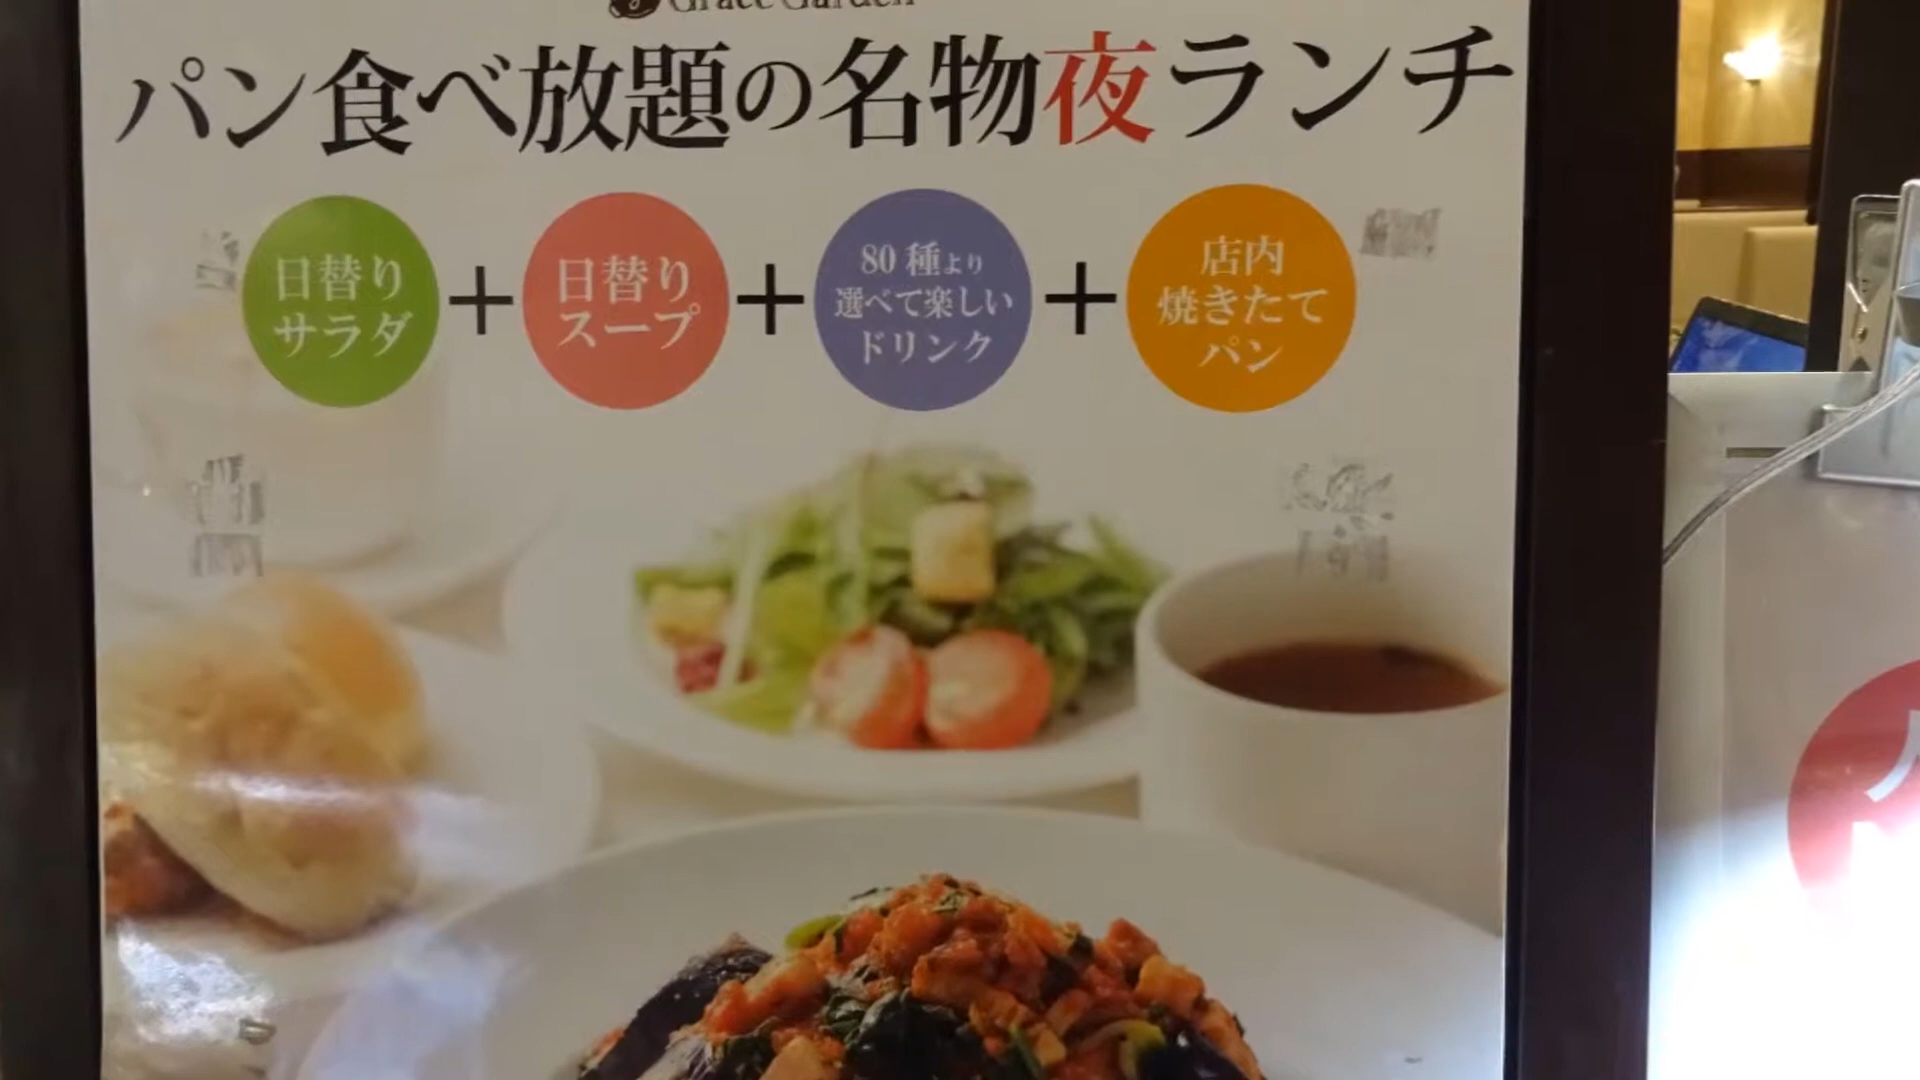 Grace Garden
パン食べ放題の名物夜ランチ
日替り
サラダ
+
日替り
スープ
+
80種より
選べて楽しい
ドリンク
+
店内
焼きたて
パン